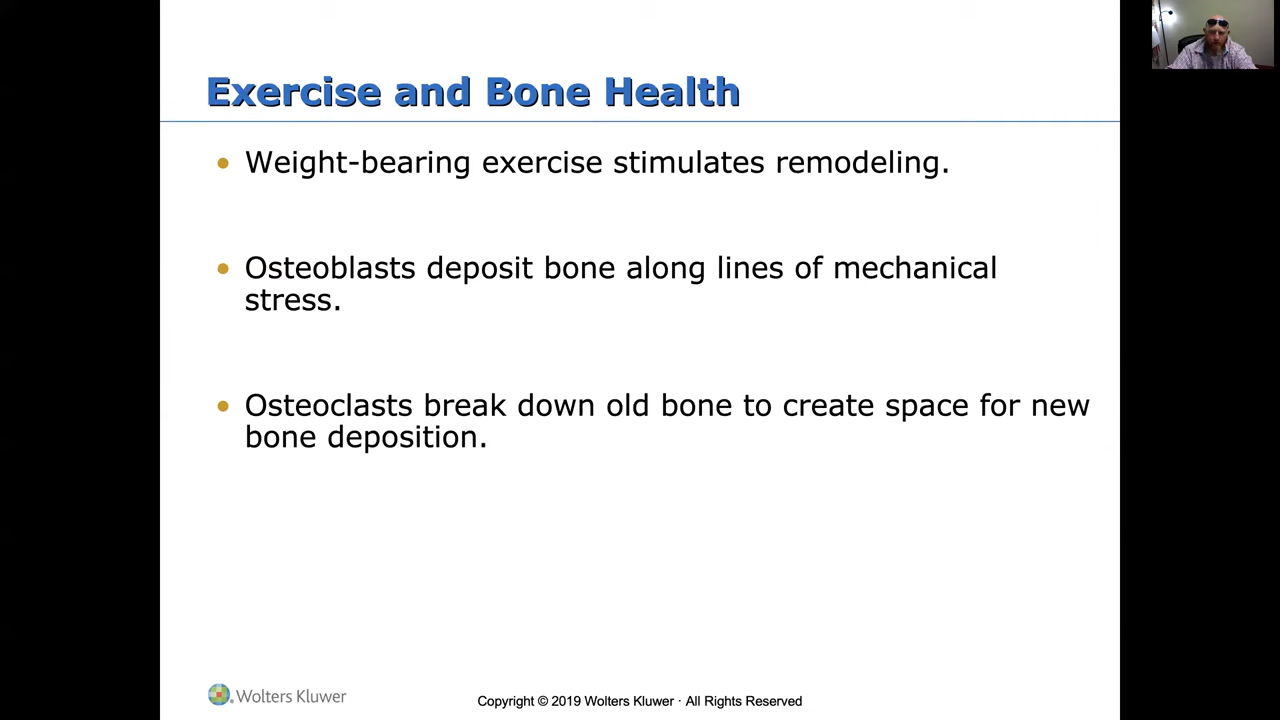 Exercise and Bone Health
• Weight-bearing exercise stimulates remodeling.
• Osteoblasts deposit bone along lines of mechanical
stress.
• Osteoclasts break down old bone to create space for new
bone deposition.
Wolters Kluwer
Copyright © 2019 Wolters Kluwer · All Rights Reserved